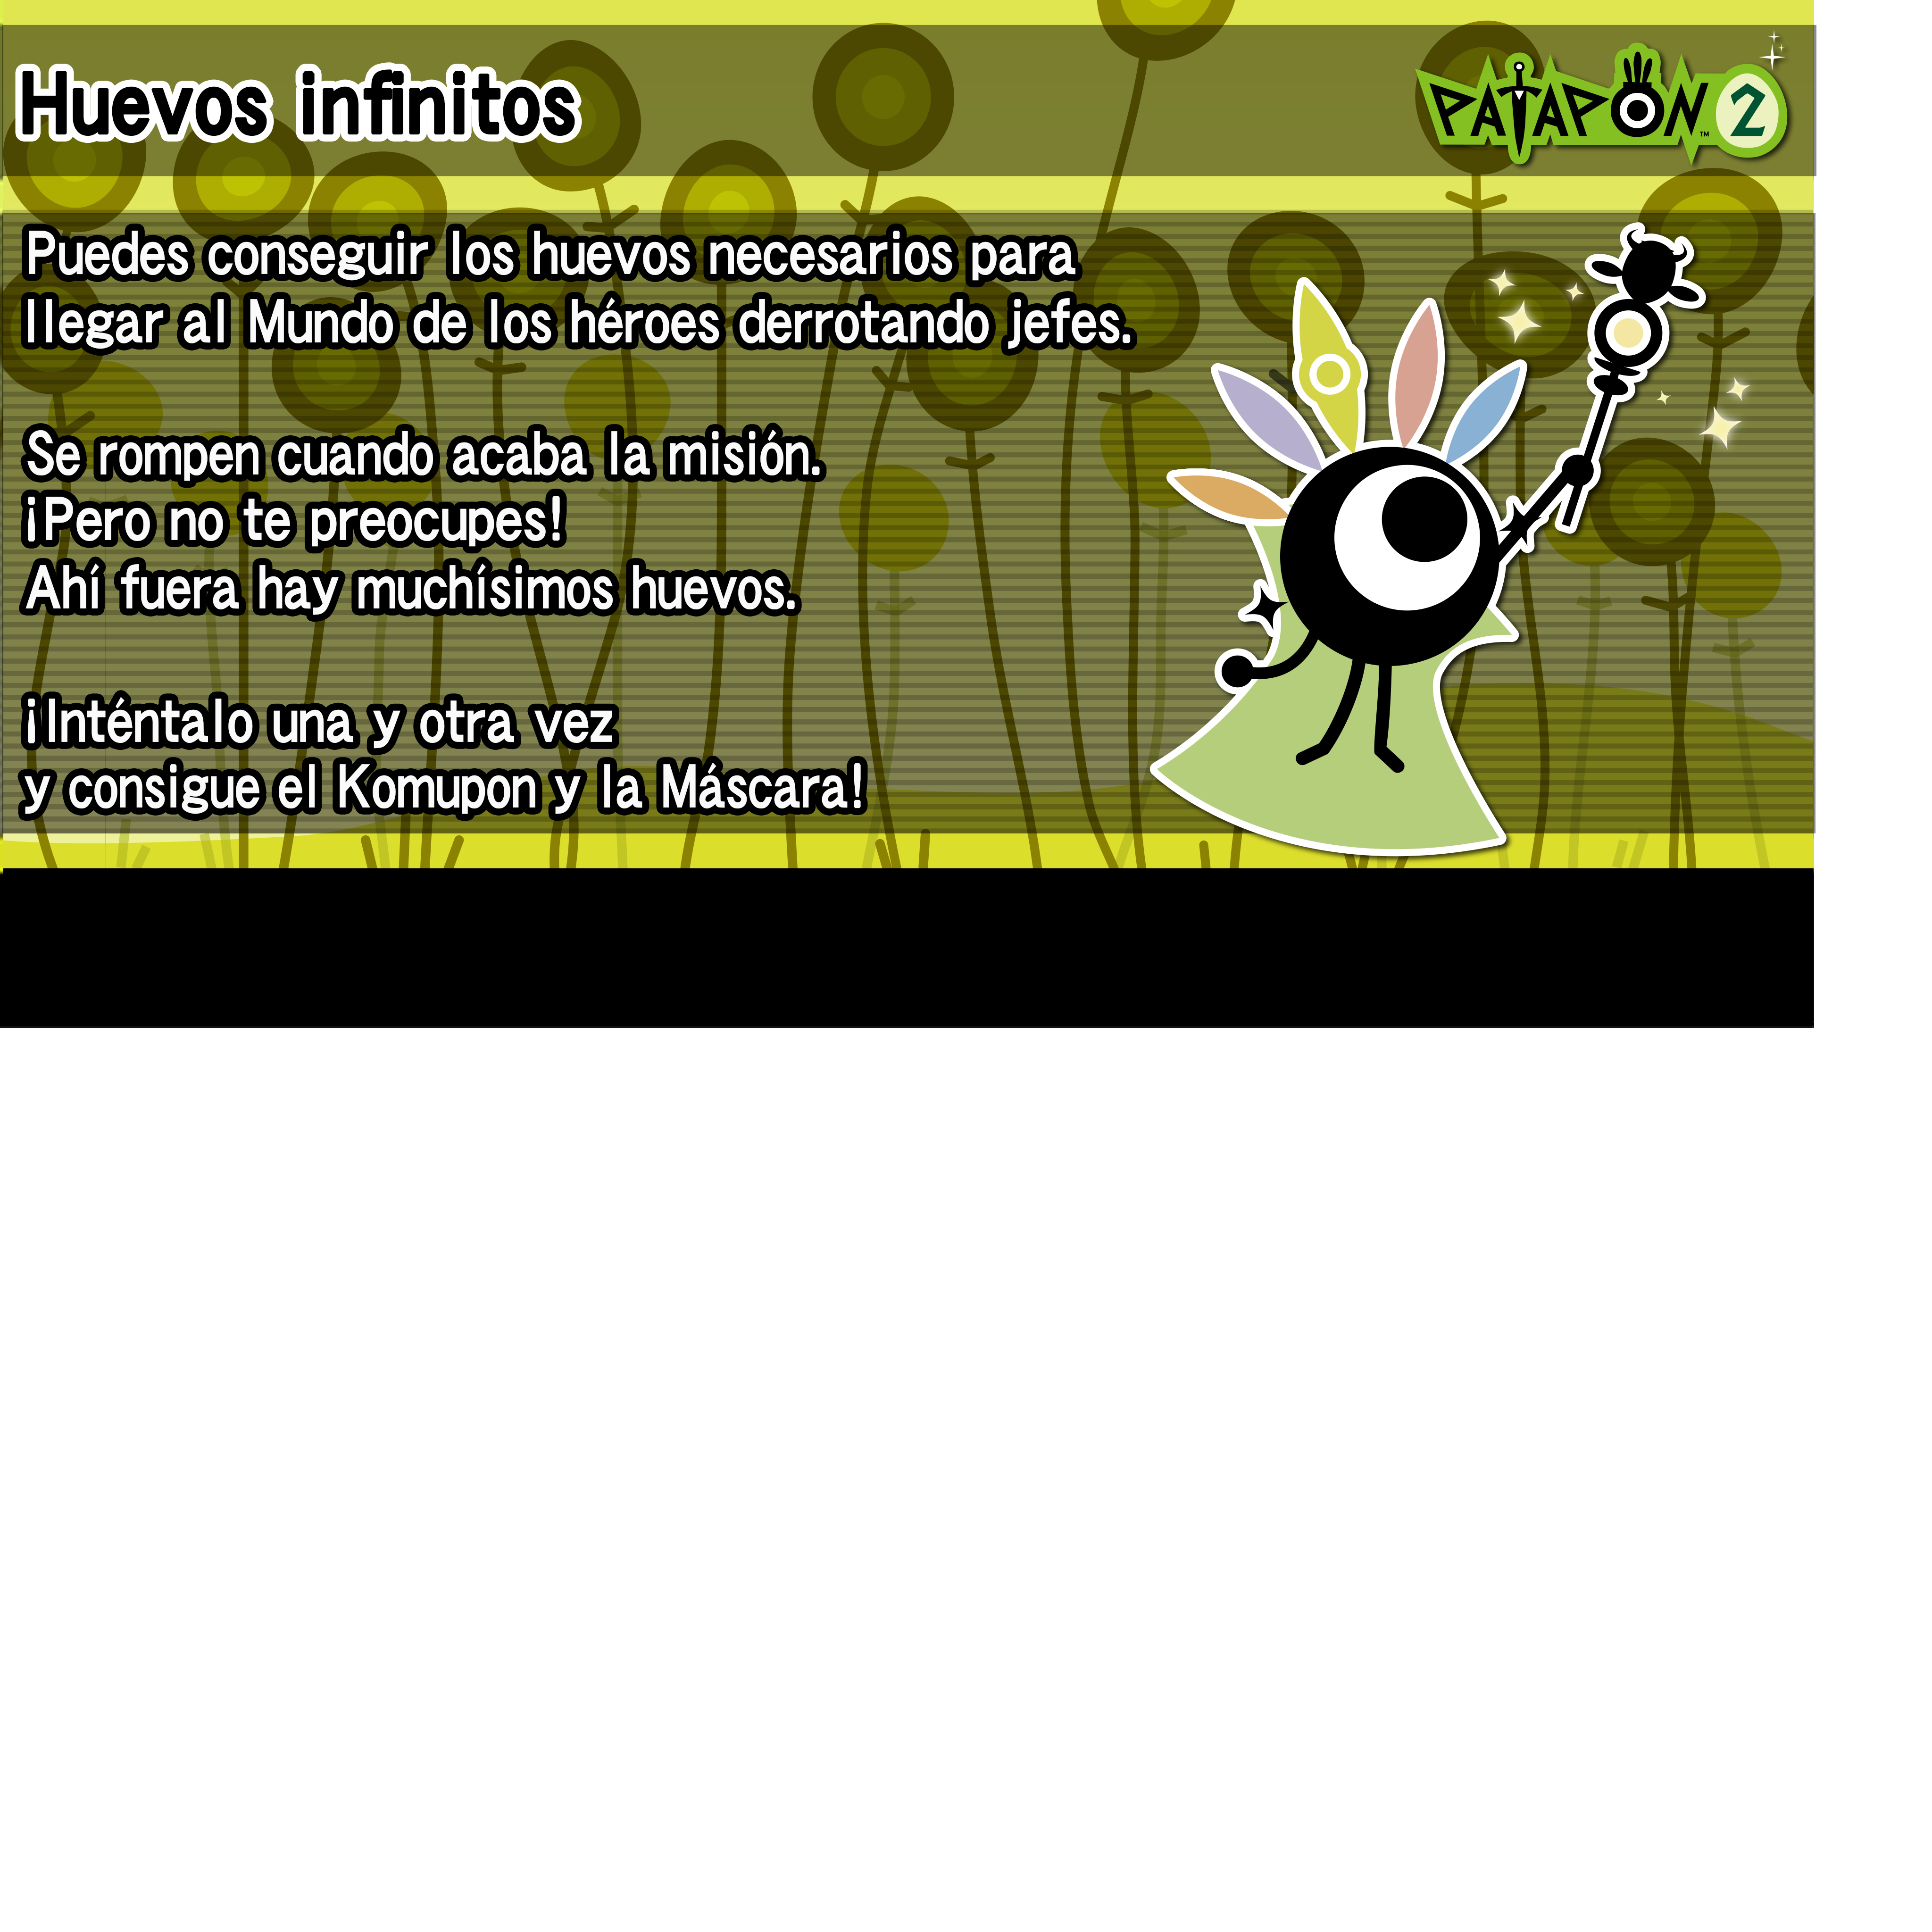 Huevos infinitos
PATAPON™ 2
Puedes conseguir los huevos necesarios para
llegar al Mundo de los héroes derrotando jefes.
Se rompen cuando acaba la misión.
¡Pero no te preocupes!
Ahí fuera hay muchísimos huevos.
¡Inténtalo una y otra vez
y consigue el Komupon y la Máscara!